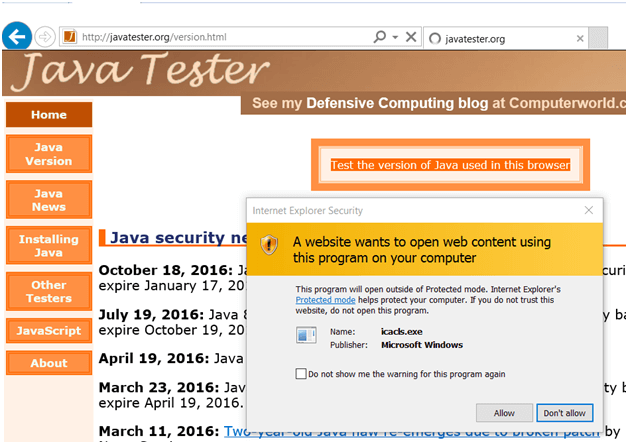 http://javatester.org/version.html
javatester.org
Java Tester
See my Defensive Computing blog at Computerworld.c
Home
Java
Version
Java
News
Installing
Java
Other
Testers
JavaScript
About
Test the version of Java used in this browser
Java security ne
October 18, 2016: Ja
expire January 17, 20
July 19, 2016: Java 8
expire October 19, 20
April 19, 2016: Java
March 23, 2016: Jav
expire April 19, 2016.
March 11, 2016: Two-year-old Java flaw re-emerges due to broken patch by
Internet Explorer Security
A website wants to open web content using
this program on your computer
This program will open outside of Protected mode. Internet Explorer's
Protected mode helps protect your computer. If you do not trust this
website, do not open this program.
Name: icacls.exe
Publisher: Microsoft Windows
Do not show me the warning for this program again
Allow
Don't allow